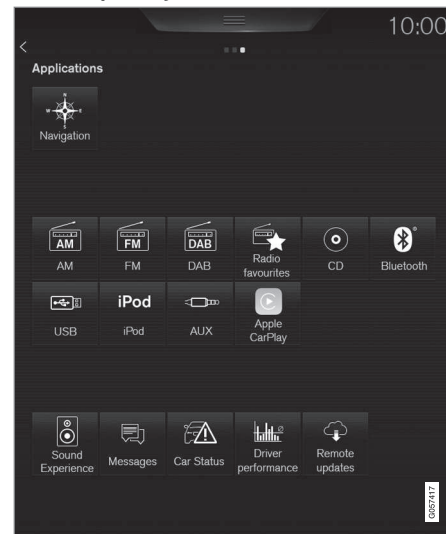 10:00
Applications
N
W E
S
Navigation
AM FM DAB
AM FM DAB Radio favourites CD Bluetooth
iPod
USB iPod AUX Apple CarPlay
Sound Experience Messages Car Status Driver performance Remote updates
G057417